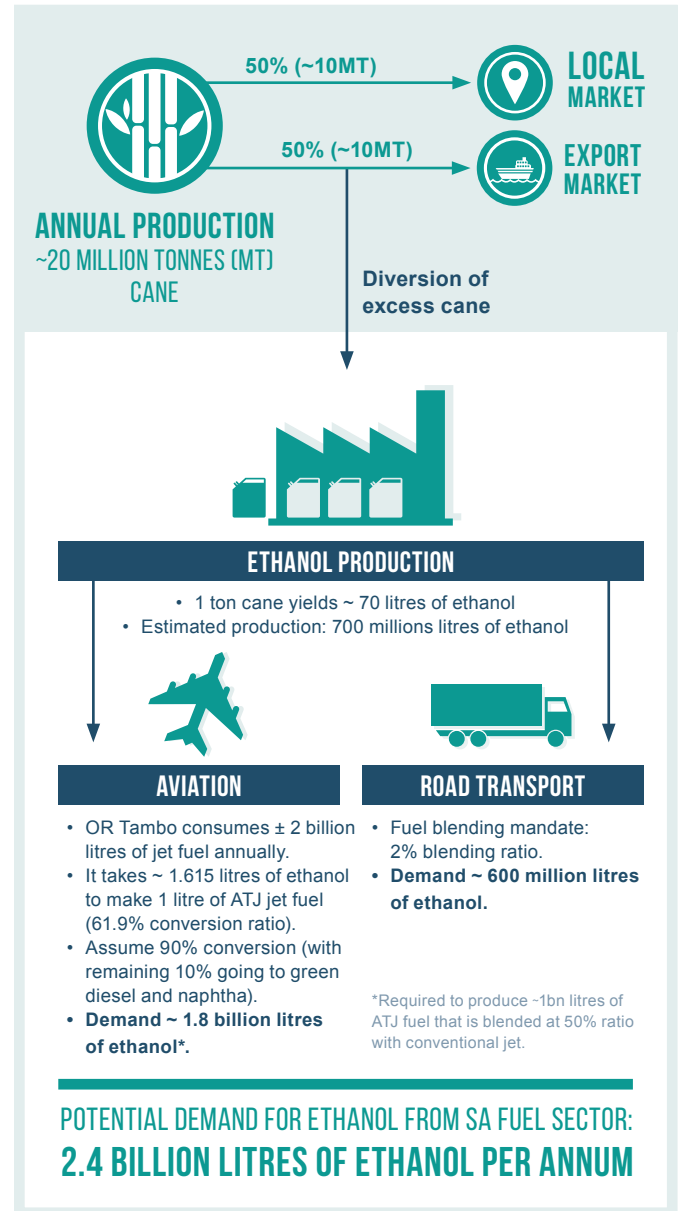 50% (~10MT)
LOCAL
MARKET
50% (~10MT)
EXPORT
MARKET
ANNUAL PRODUCTION
~20 MILLION TONNES (MT)
CANE
Diversion of
excess cane
ETHANOL PRODUCTION
• 1 ton cane yields ~ 70 litres of ethanol
• Estimated production: 700 millions litres of ethanol
AVIATION
• OR Tambo consumes ± 2 billion
litres of jet fuel annually.
• It takes ~ 1.615 litres of ethanol
to make 1 litre of ATJ jet fuel
(61.9% conversion ratio).
• Assume 90% conversion (with
remaining 10% going to green
diesel and naphtha).
• Demand ~ 1.8 billion litres
of ethanol*.
ROAD TRANSPORT
• Fuel blending mandate:
2% blending ratio.
• Demand ~ 600 million litres
of ethanol.
*Required to produce ~1bn litres of
ATJ fuel that is blended at 50% ratio
with conventional jet.
POTENTIAL DEMAND FOR ETHANOL FROM SA FUEL SECTOR:
2.4 BILLION LITRES OF ETHANOL PER ANNUM